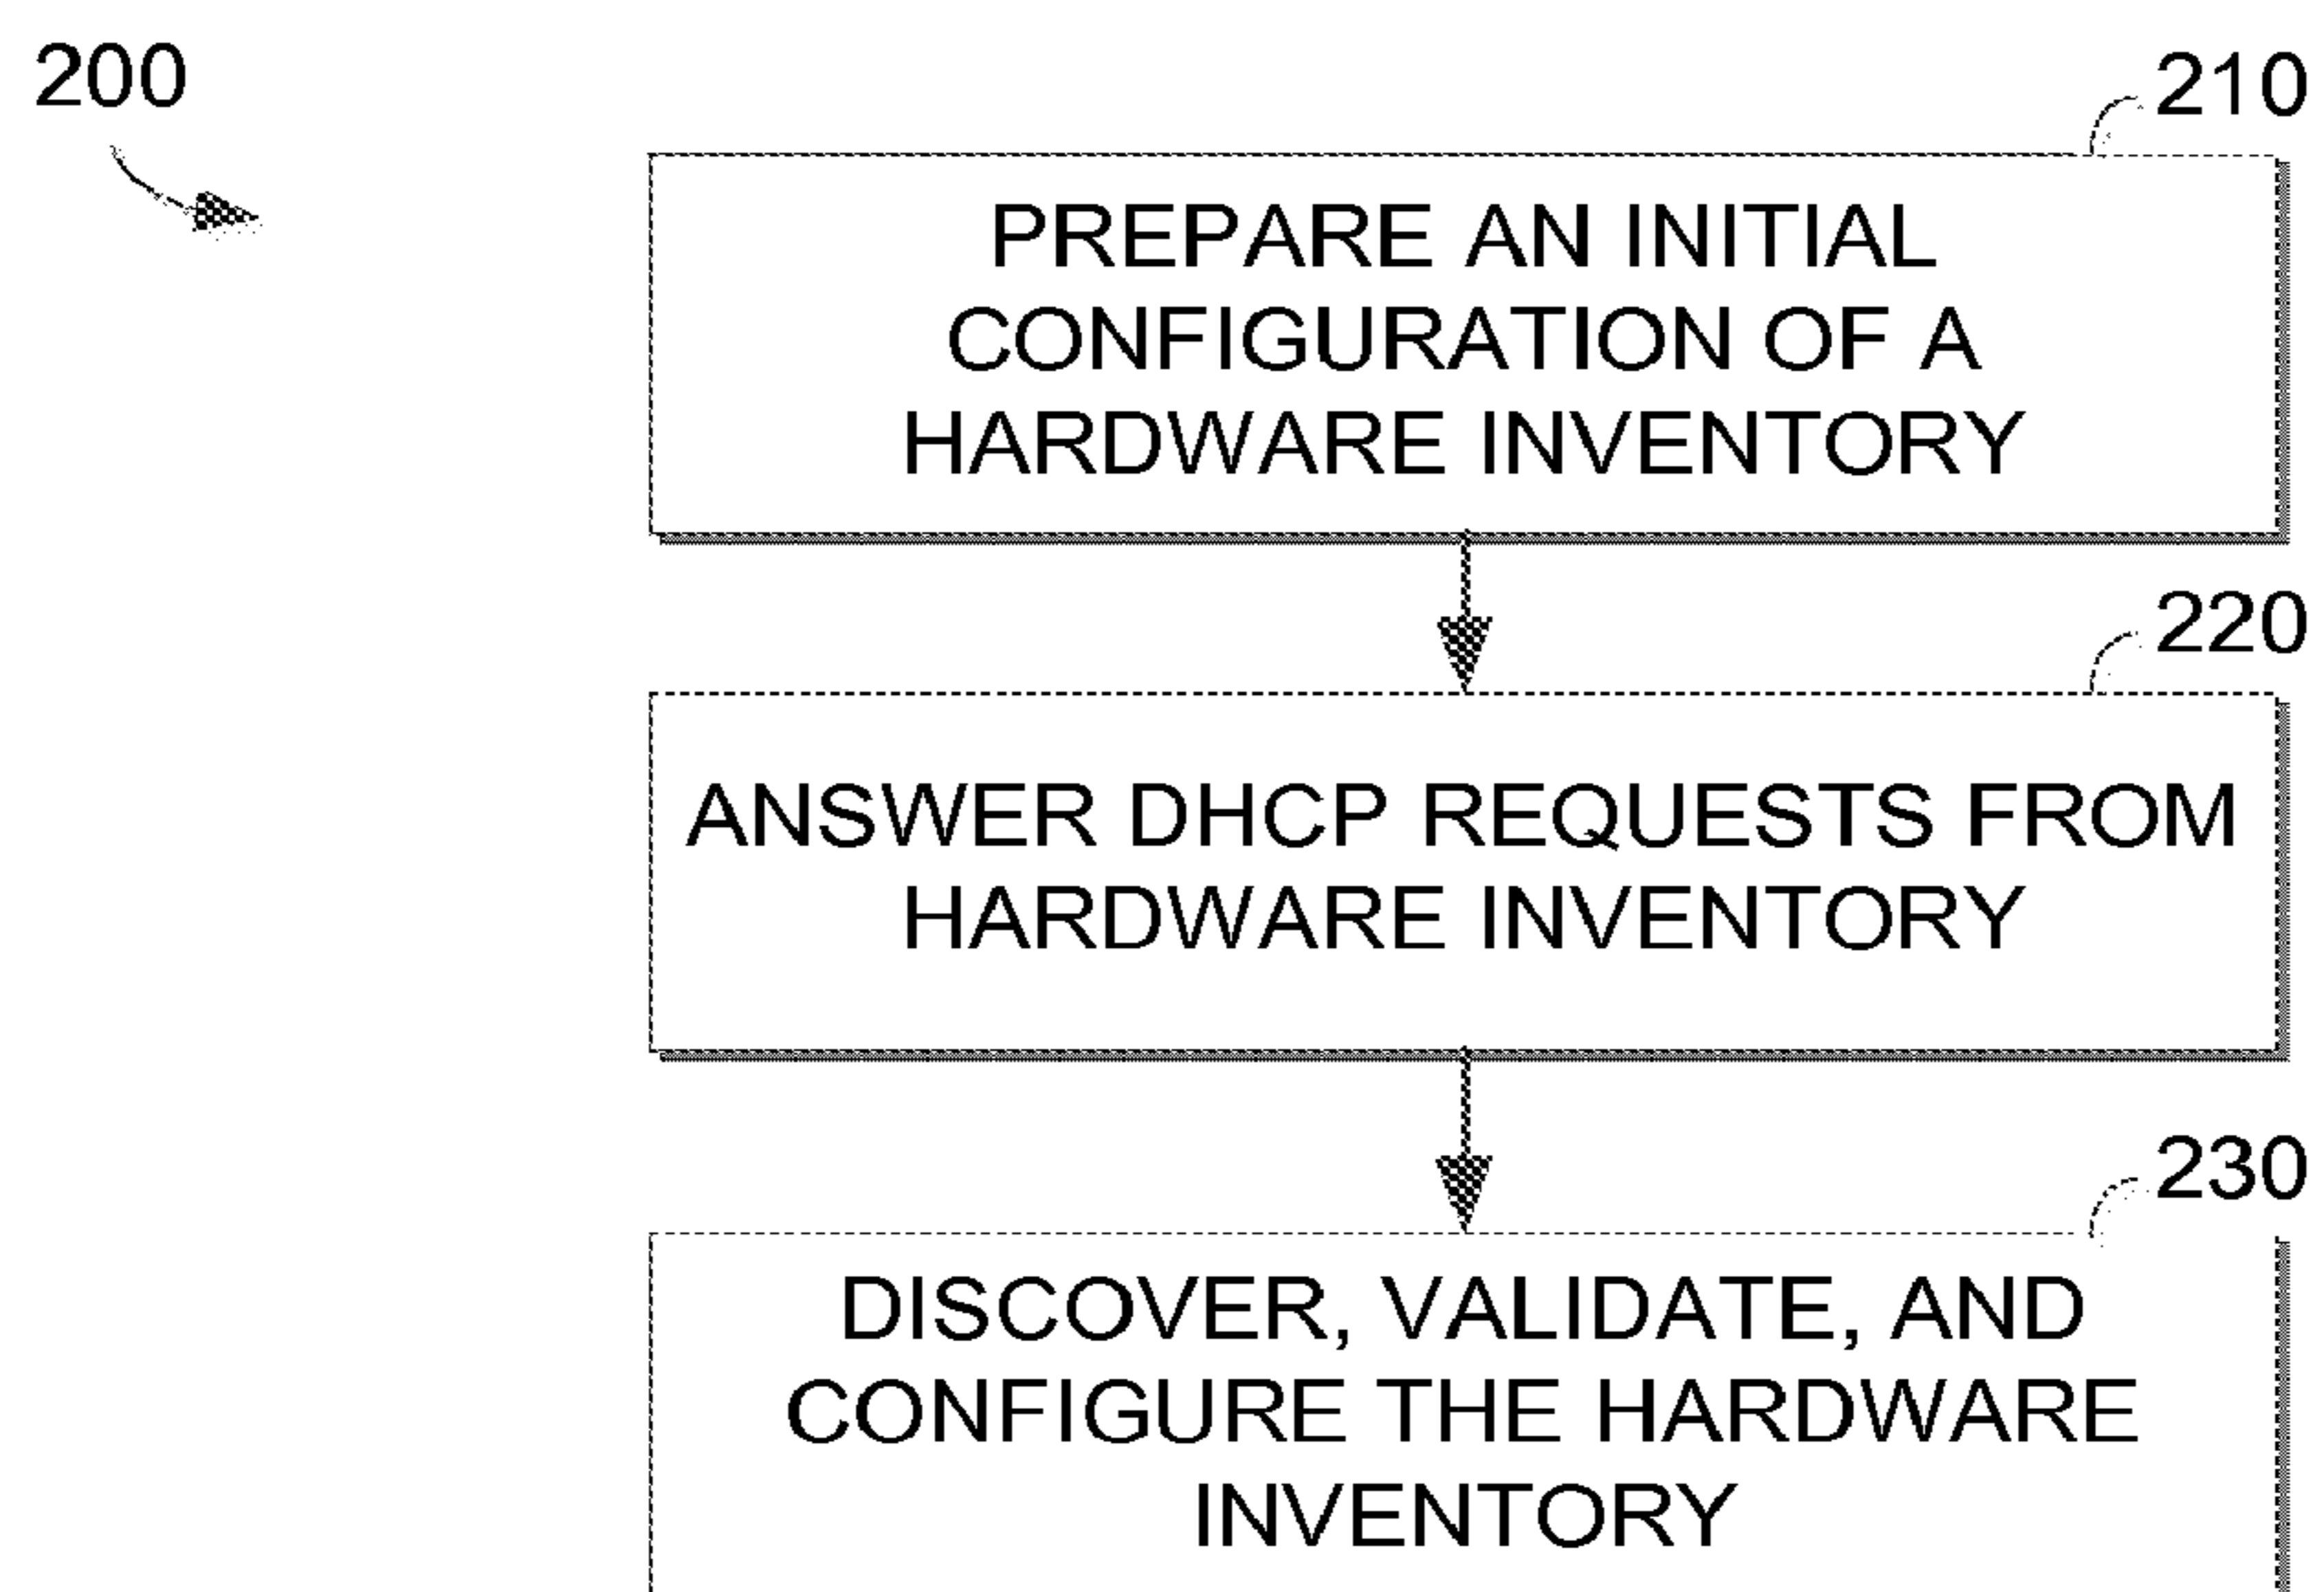 200
210
PREPARE AN INITIAL
CONFIGURATION OF A
HARDWARE INVENTORY
220
ANSWER DHCP REQUESTS FROM
HARDWARE INVENTORY
230
DISCOVER, VALIDATE, AND
CONFIGURE THE HARDWARE
INVENTORY